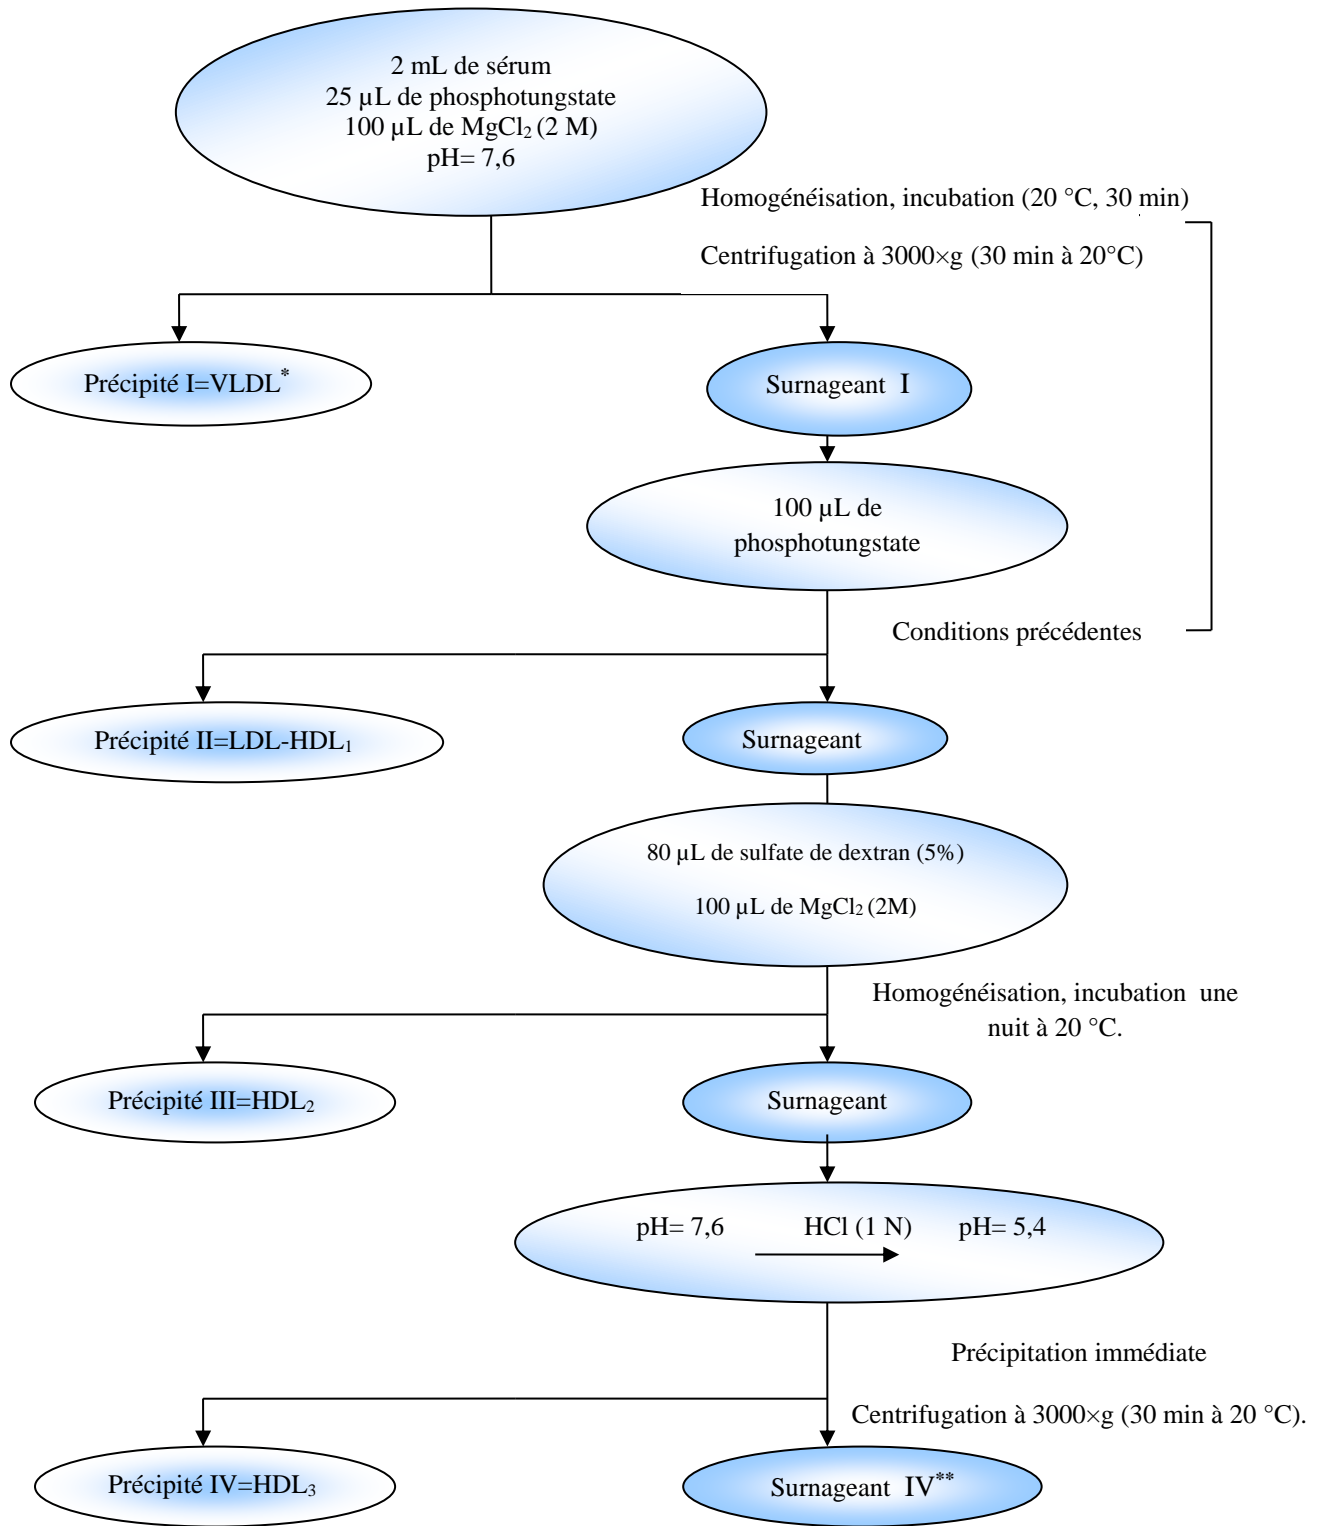 2 mL de sérum
25 µL de phosphotungstate
100 µL de MgCl₂ (2 M)
pH= 7,6
Homogénéisation, incubation (20 °C, 30 min)
Centrifugation à 3000×g (30 min à 20°C)
Précipité I=VLDL*
Surnageant I
100 µL de
phosphotungstate
Conditions précédentes
Précipité II=LDL-HDL₁
Surnageant
80 µL de sulfate de dextran (5%)
100 µL de MgCl₂ (2M)
Homogénéisation, incubation une
nuit à 20 °C.
Précipité III=HDL₂
Surnageant
pH= 7,6 HCl (1 N) pH= 5,4
Précipitation immédiate
Centrifugation à 3000×g (30 min à 20 °C).
Précipité IV=HDL₃
Surnageant IV**